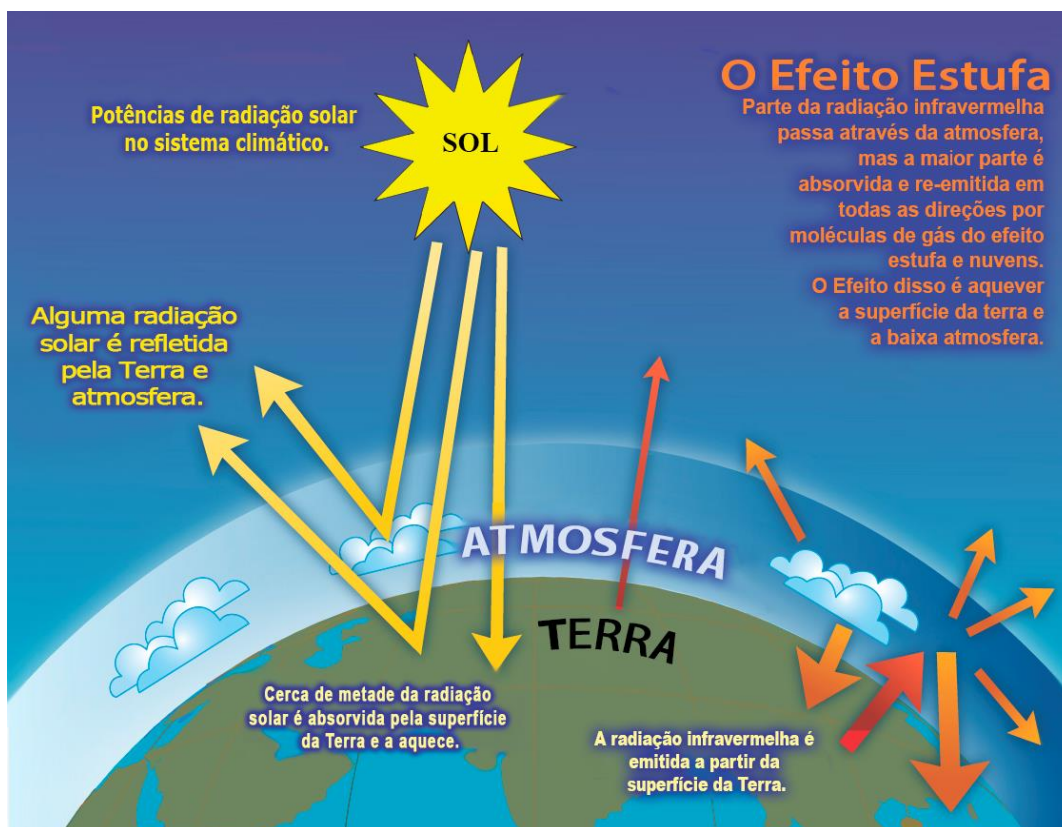 O Efeito Estufa
Parte da radiação infravermelha
passa através da atmosfera,
mas a maior parte é
absorvida e re-emitida em
todas as direções por
moléculas de gás do efeito
estufa e nuvens.
O Efeito disso é aquever
a superfície da terra e
a baixa atmosfera.
Potências de radiação solar
no sistema climático.
SOL
Alguma radiação
solar é refletida
pela Terra e
atmosfera.
ATMOSFERA
TERRA
Cerca de metade da radiação
solar é absorvida pela superfície
da Terra e a aquece.
A radiação infravermelha é
emitida a partir da
superfície da Terra.